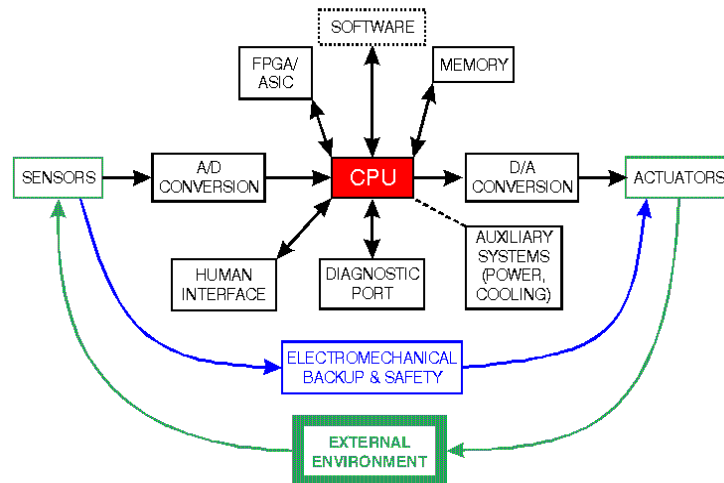 SOFTWARE
FPGA/
ASIC
MEMORY
SENSORS
A/D
CONVERSION
CPU
D/A
CONVERSION
ACTUATORS
HUMAN
INTERFACE
DIAGNOSTIC
PORT
AUXILIARY
SYSTEMS
(POWER,
COOLING)
ELECTROMECHANICAL
BACKUP & SAFETY
EXTERNAL
ENVIRONMENT